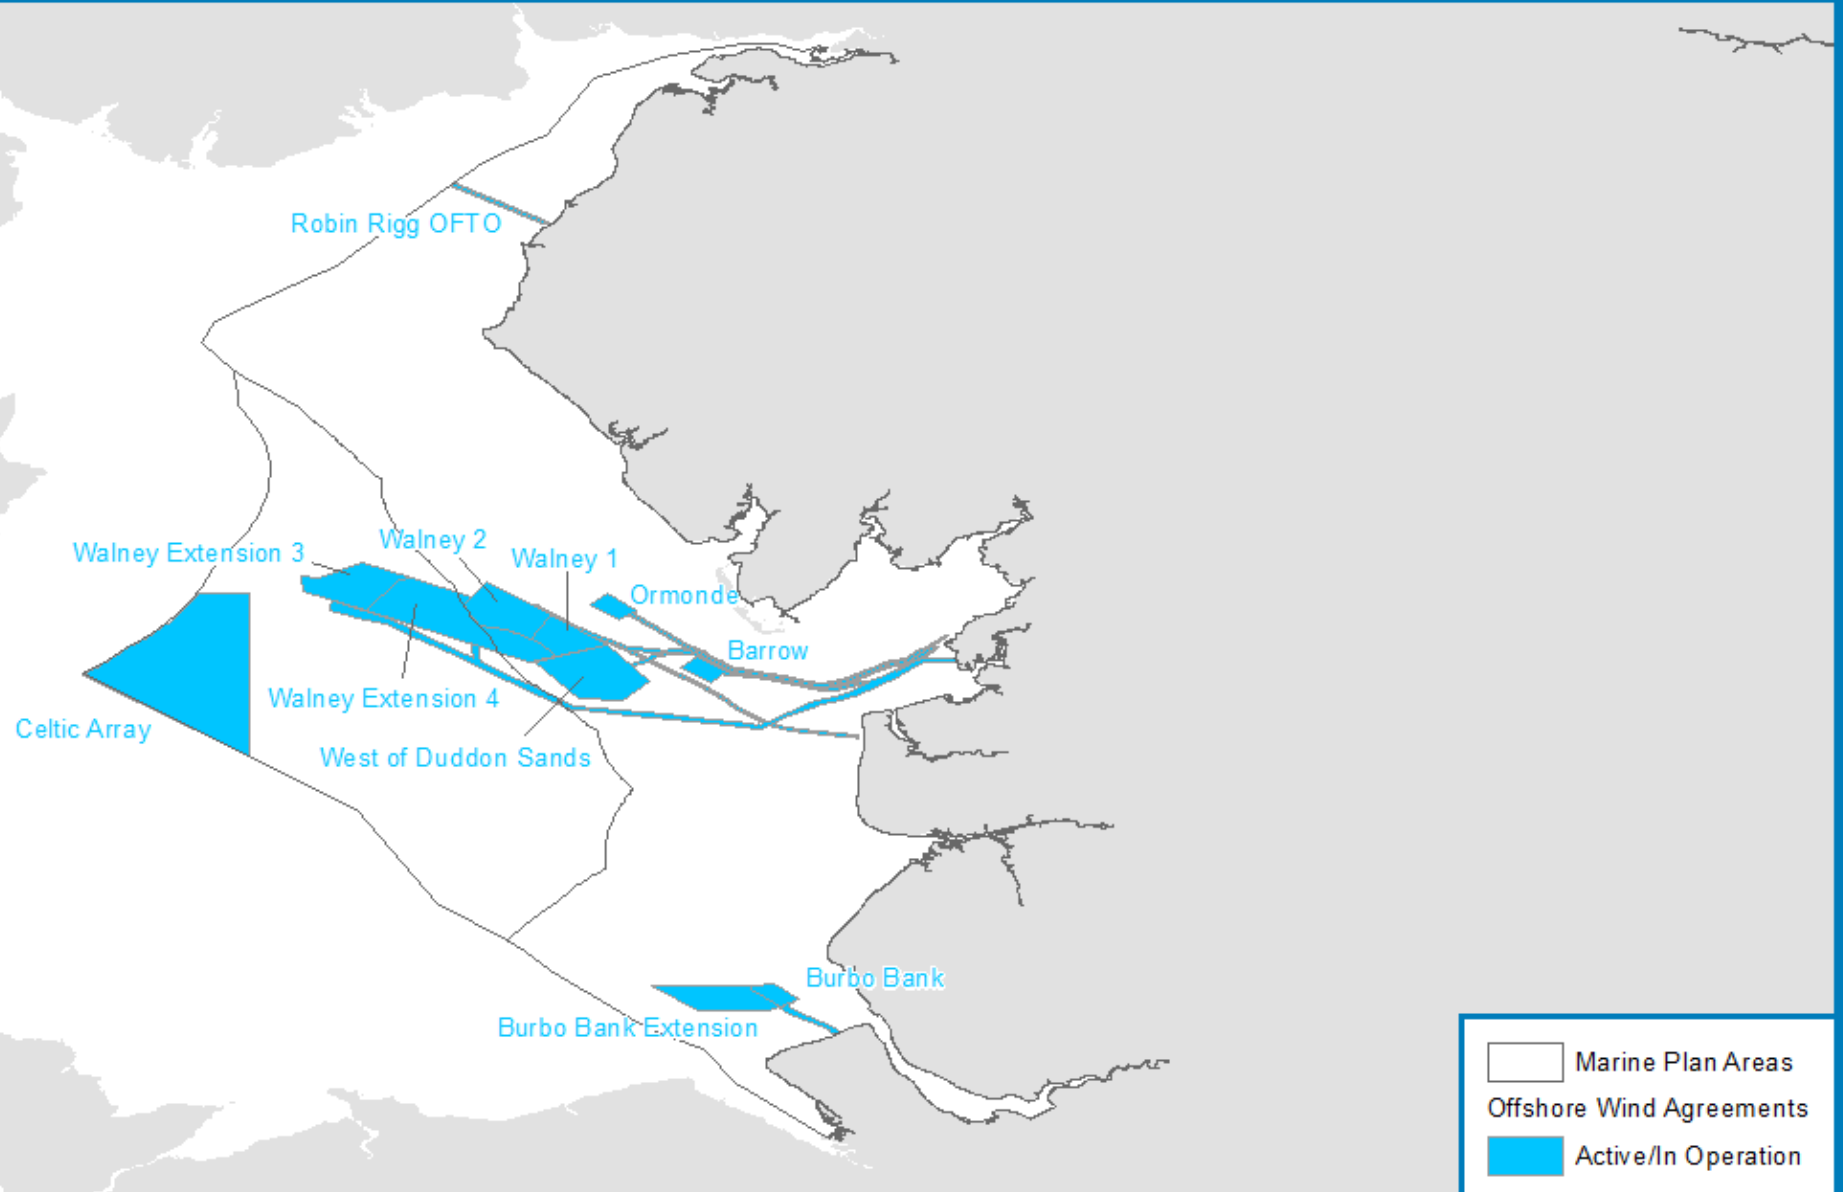 Robin Rigg OFTO
Walney 2
Walney Extension 3
Walney 1
Ormonde
Barrow
Walney Extension 4
Celtic Array
West of Duddon Sands
Burbo Bank
Burbo Bank Extension
Marine Plan Areas
Offshore Wind Agreements
Active/In Operation